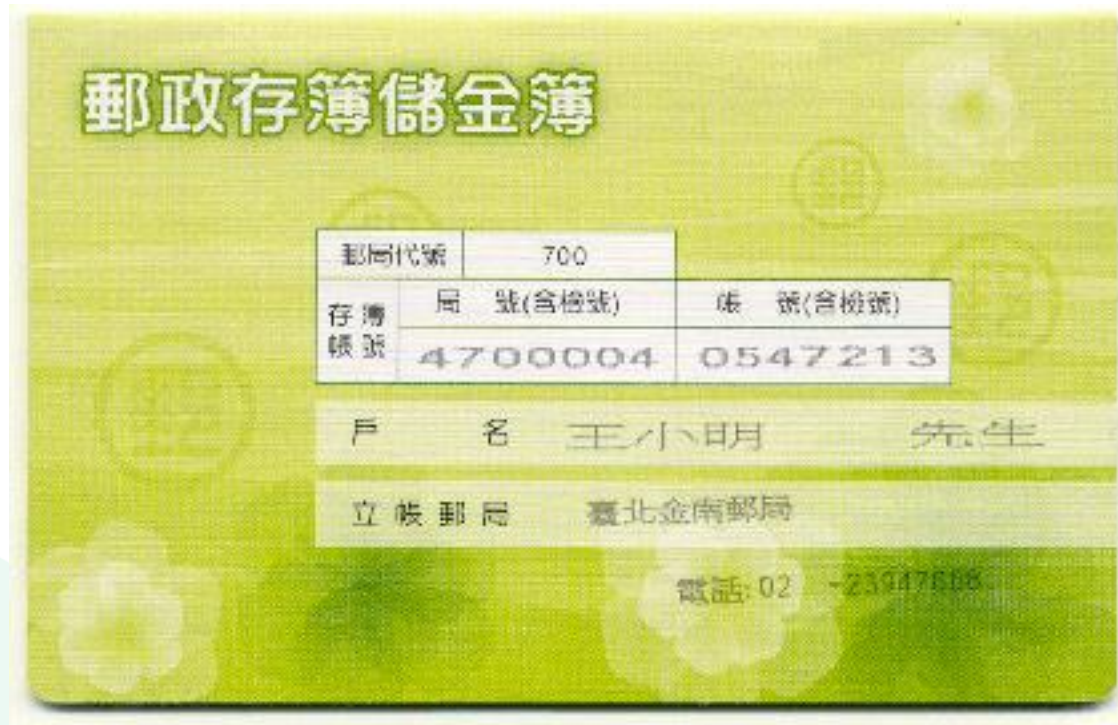 郵政存簿儲金簿
郵局代號 700
存簿帳號 局 號(含檢號) 帳 號(含檢號)
4700004 0547213
戶 名 王小明 先生
立帳郵局 臺北金南郵局
電話:02 -23947688